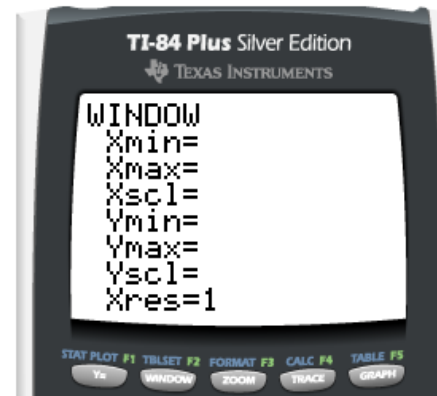 TI-84 Plus Silver Edition
TEXAS INSTRUMENTS
WINDOW
Xmin=
Xmax=
Xscl=
Ymin=
Ymax=
Yscl=
Xres=1
STAT PLOT F1 TBLSET F2 FORMAT F3 CALC F4 TABLE F5
Y= WINDOW ZOOM TRACE GRAPH